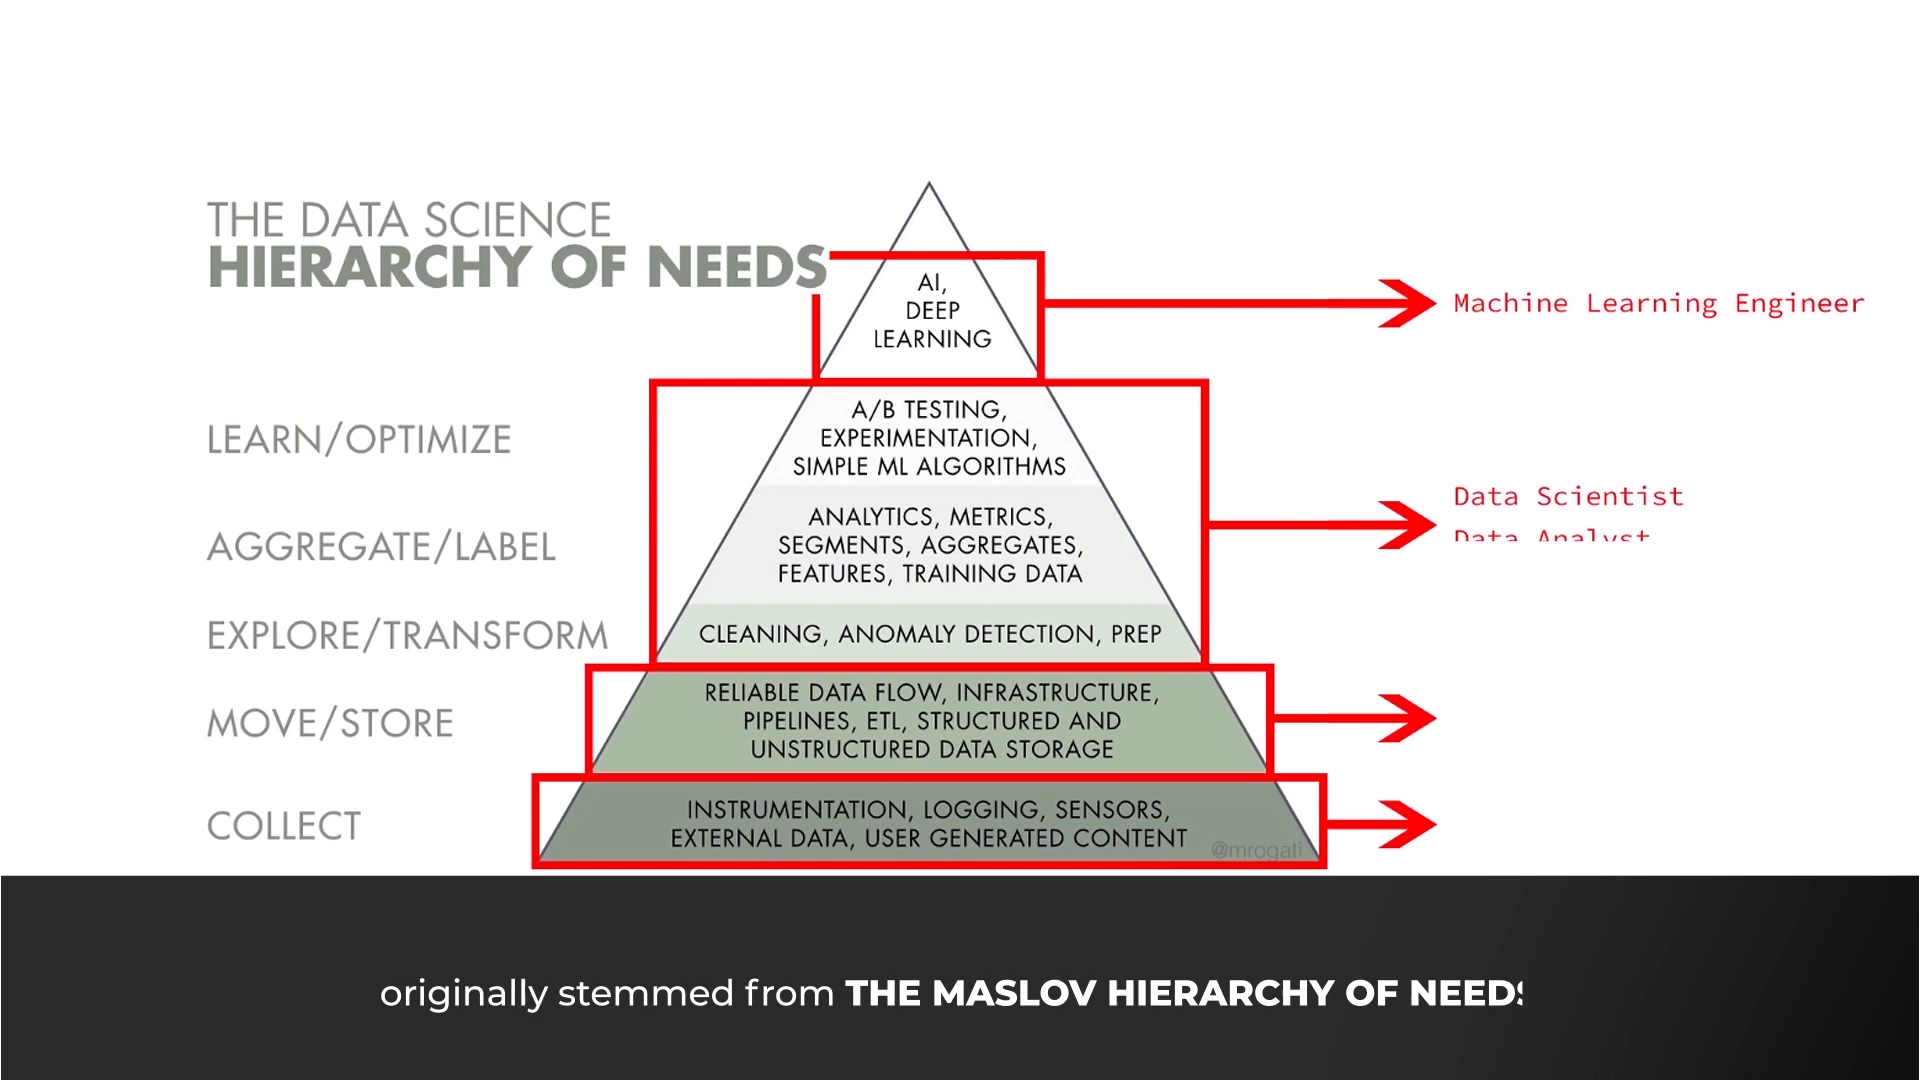 THE DATA SCIENCE
HIERARCHY OF NEEDS
AI,
DEEP
LEARNING
Machine Learning Engineer
LEARN/OPTIMIZE
A/B TESTING,
EXPERIMENTATION,
SIMPLE ML ALGORITHMS
AGGREGATE/LABEL
ANALYTICS, METRICS,
SEGMENTS, AGGREGATES,
FEATURES, TRAINING DATA
Data Scientist
Data Analyst
EXPLORE/TRANSFORM
CLEANING, ANOMALY DETECTION, PREP
MOVE/STORE
RELIABLE DATA FLOW, INFRASTRUCTURE,
PIPELINES, ETL, STRUCTURED AND
UNSTRUCTURED DATA STORAGE
COLLECT
INSTRUMENTATION, LOGGING, SENSORS,
EXTERNAL DATA, USER GENERATED CONTENT
@mrogati
originally stemmed from THE MASLOV HIERARCHY OF NEEDS